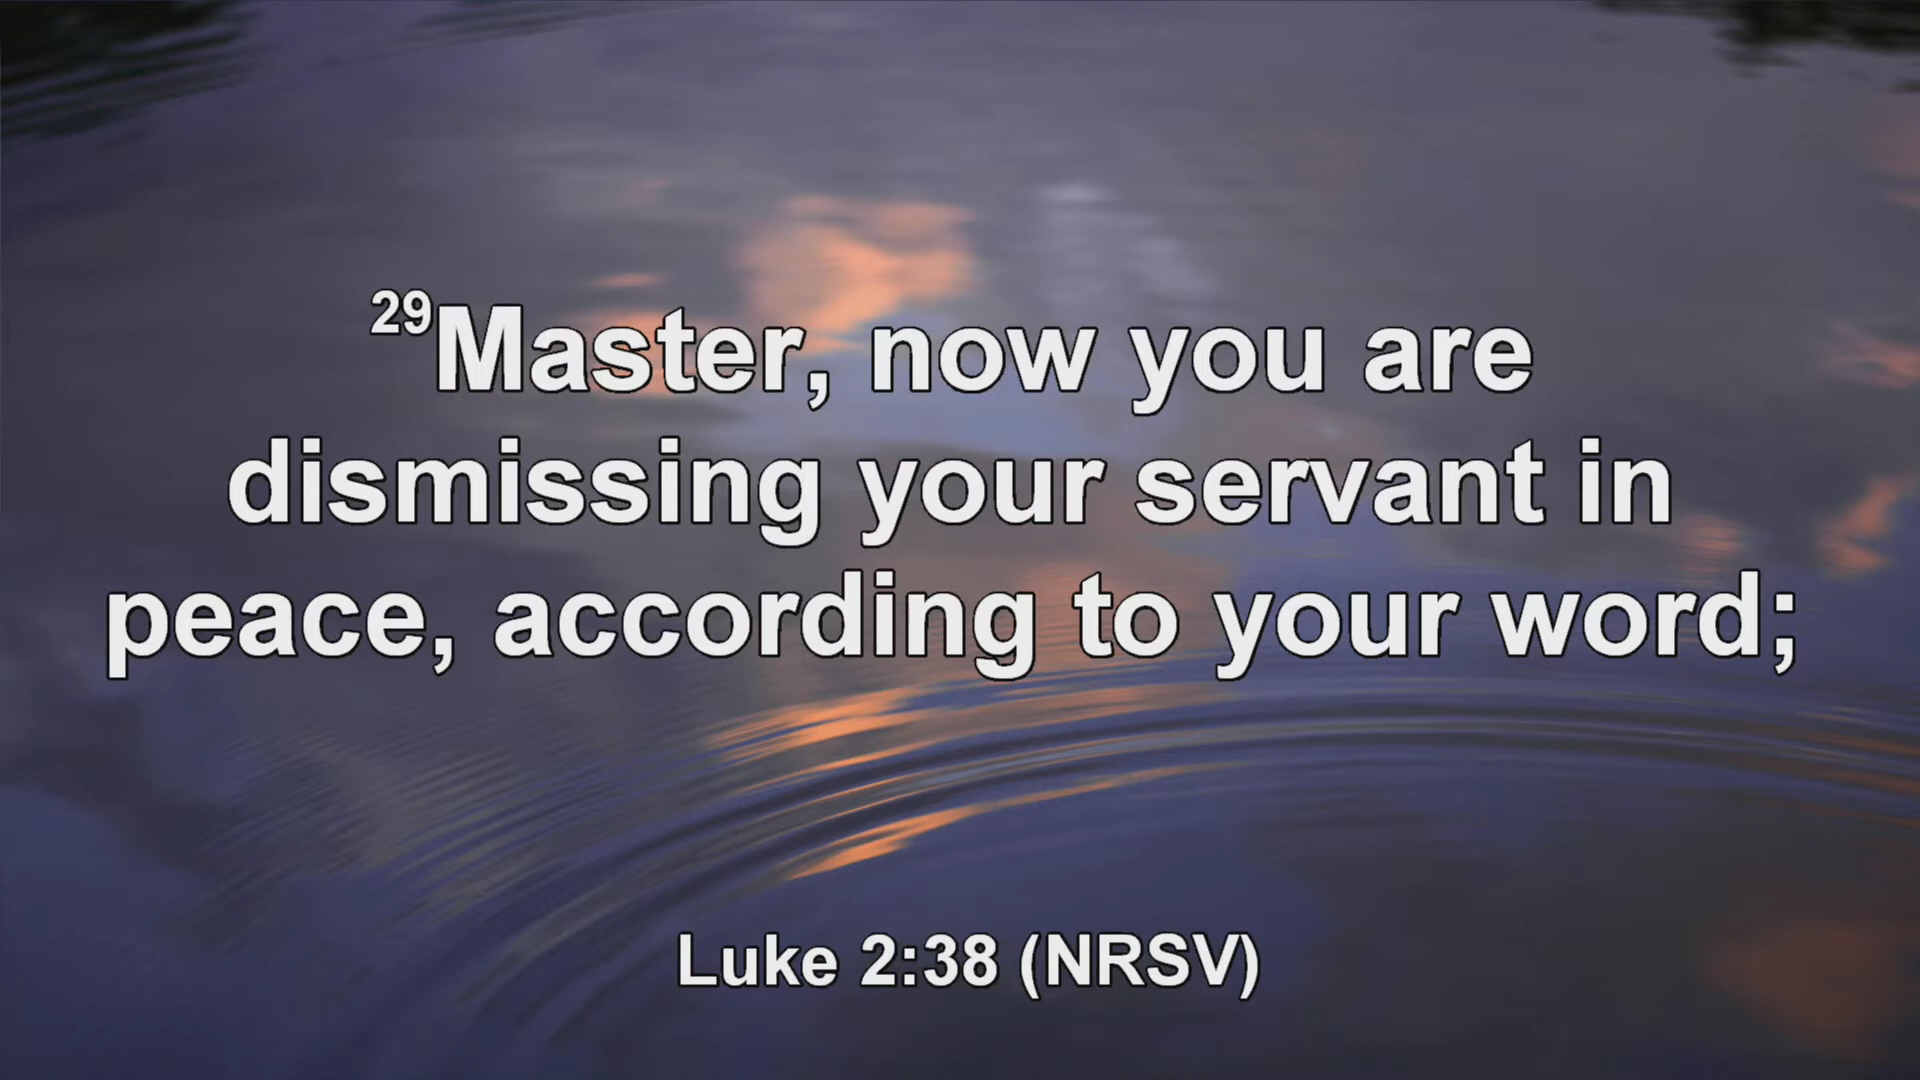 29Master, now you are
dismissing your servant in
peace, according to your word;
Luke 2:38 (NRSV)